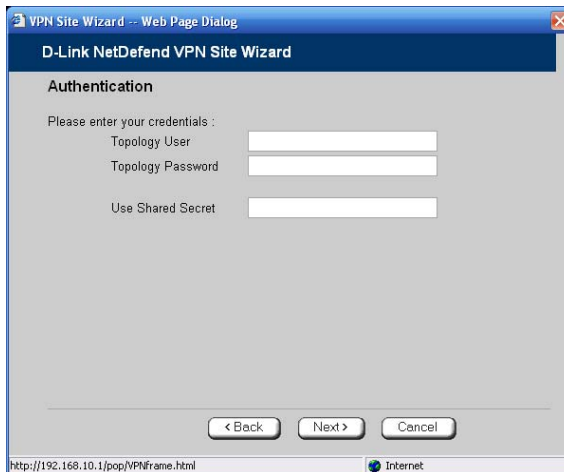 VPN Site Wizard -- Web Page Dialog
D-Link NetDefend VPN Site Wizard
Authentication
Please enter your credentials :
Topology User
Topology Password
Use Shared Secret
< Back Next > Cancel
http://192.168.10.1/pop/VPNframe.html Internet